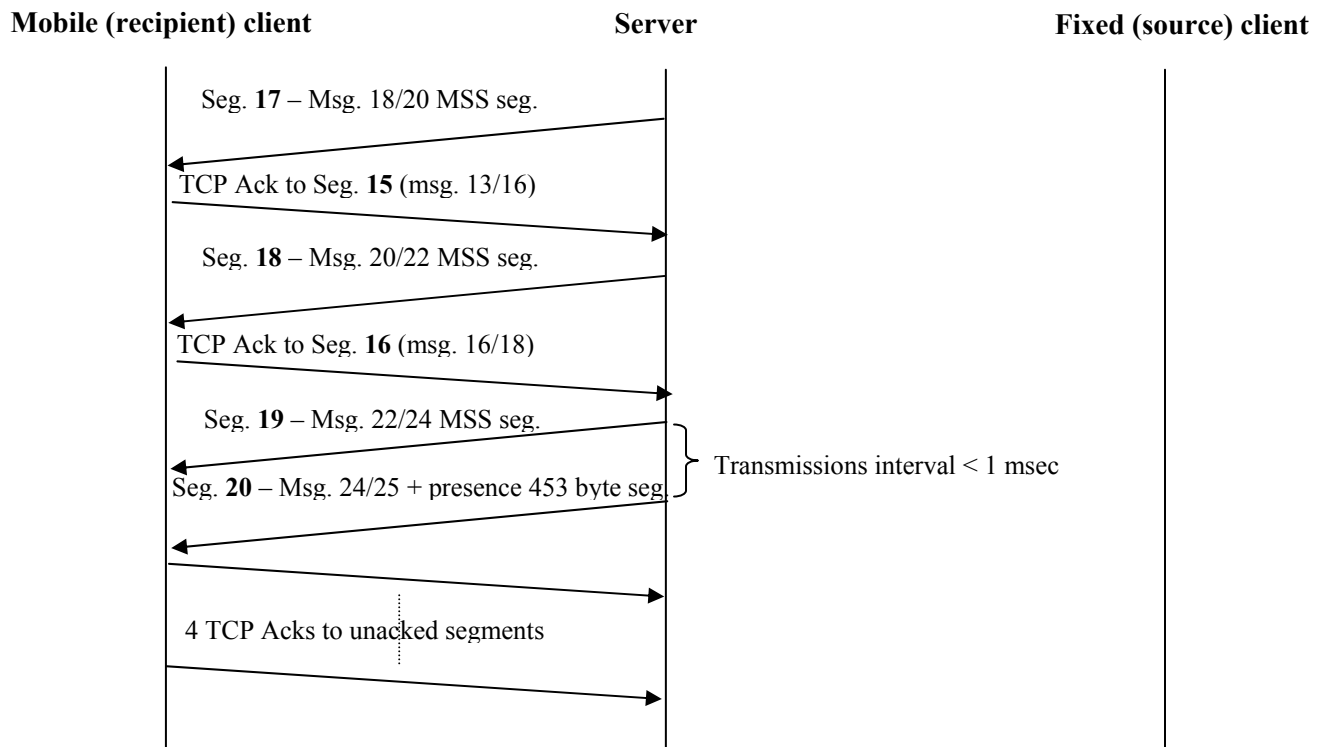 Mobile (recipient) client
Server
Fixed (source) client
Seg. 17 – Msg. 18/20 MSS seg.
TCP Ack to Seg. 15 (msg. 13/16)
Seg. 18 – Msg. 20/22 MSS seg.
TCP Ack to Seg. 16 (msg. 16/18)
Seg. 19 – Msg. 22/24 MSS seg.
Transmissions interval < 1 msec
Seg. 20 – Msg. 24/25 + presence 453 byte seg.
4 TCP Acks to unacked segments